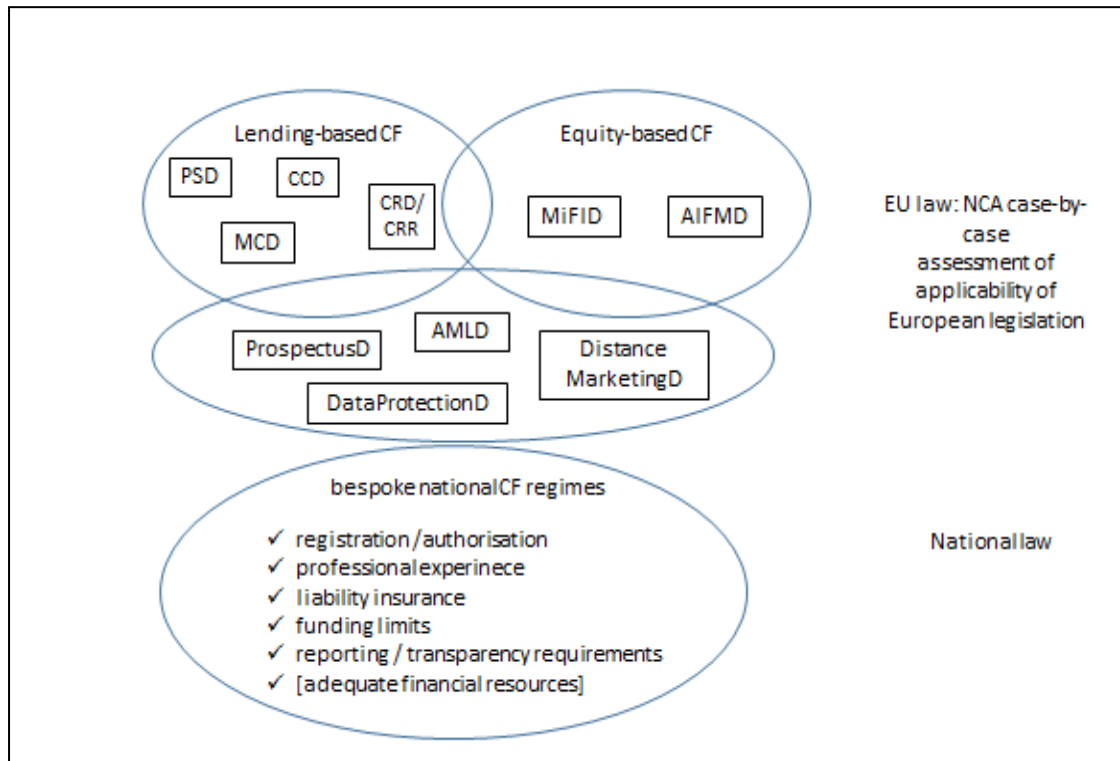 Lending-based CF
Equity-based CF
PSD
CCD
CRD/
CRR
MCD
MiFID
AIFMD
EU law: NCA case-by-
case
assessment of
applicability of
European legislation
AMLD
ProspectusD
Distance
MarketingD
DataProtectionD
bespoke national CF regimes
✓ registration / authorisation
✓ professional experinece
✓ liability insurance
✓ funding limits
✓ reporting / transparency requirements
✓ [adequate financial resources]
National law